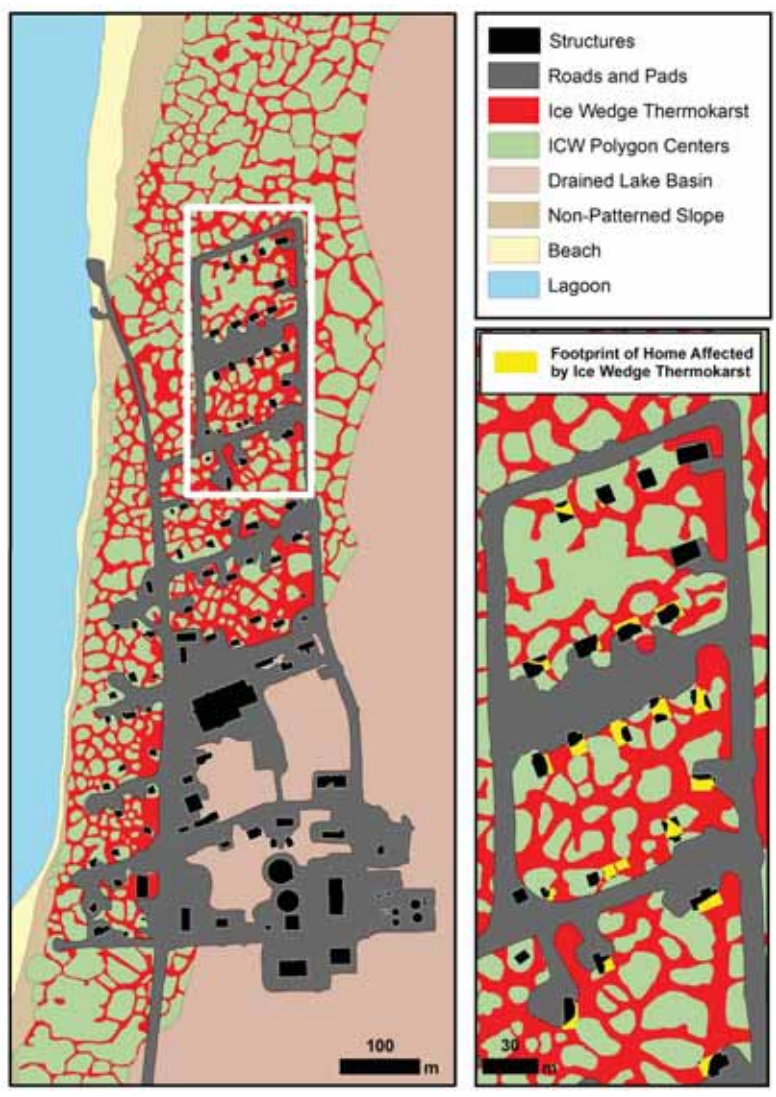 Structures
Roads and Pads
Ice Wedge Thermokarst
ICW Polygon Centers
Drained Lake Basin
Non-Patterned Slope
Beach
Lagoon
Footprint of Home Affected
by Ice Wedge Thermokarst
100
m
30
m